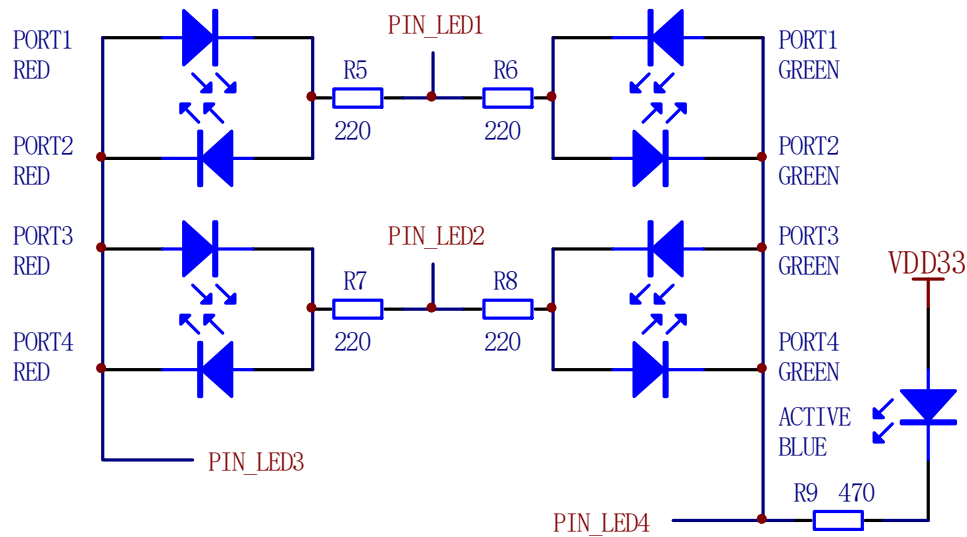 PORT1
RED
PIN_LED1
PORT1
GREEN
R5
R6
220
220
PORT2
RED
PORT2
GREEN
PORT3
RED
PIN_LED2
PORT3
GREEN
VDD33
R7
R8
220
220
PORT4
RED
PORT4
GREEN
ACTIVE
BLUE
PIN_LED3
R9 470
PIN_LED4